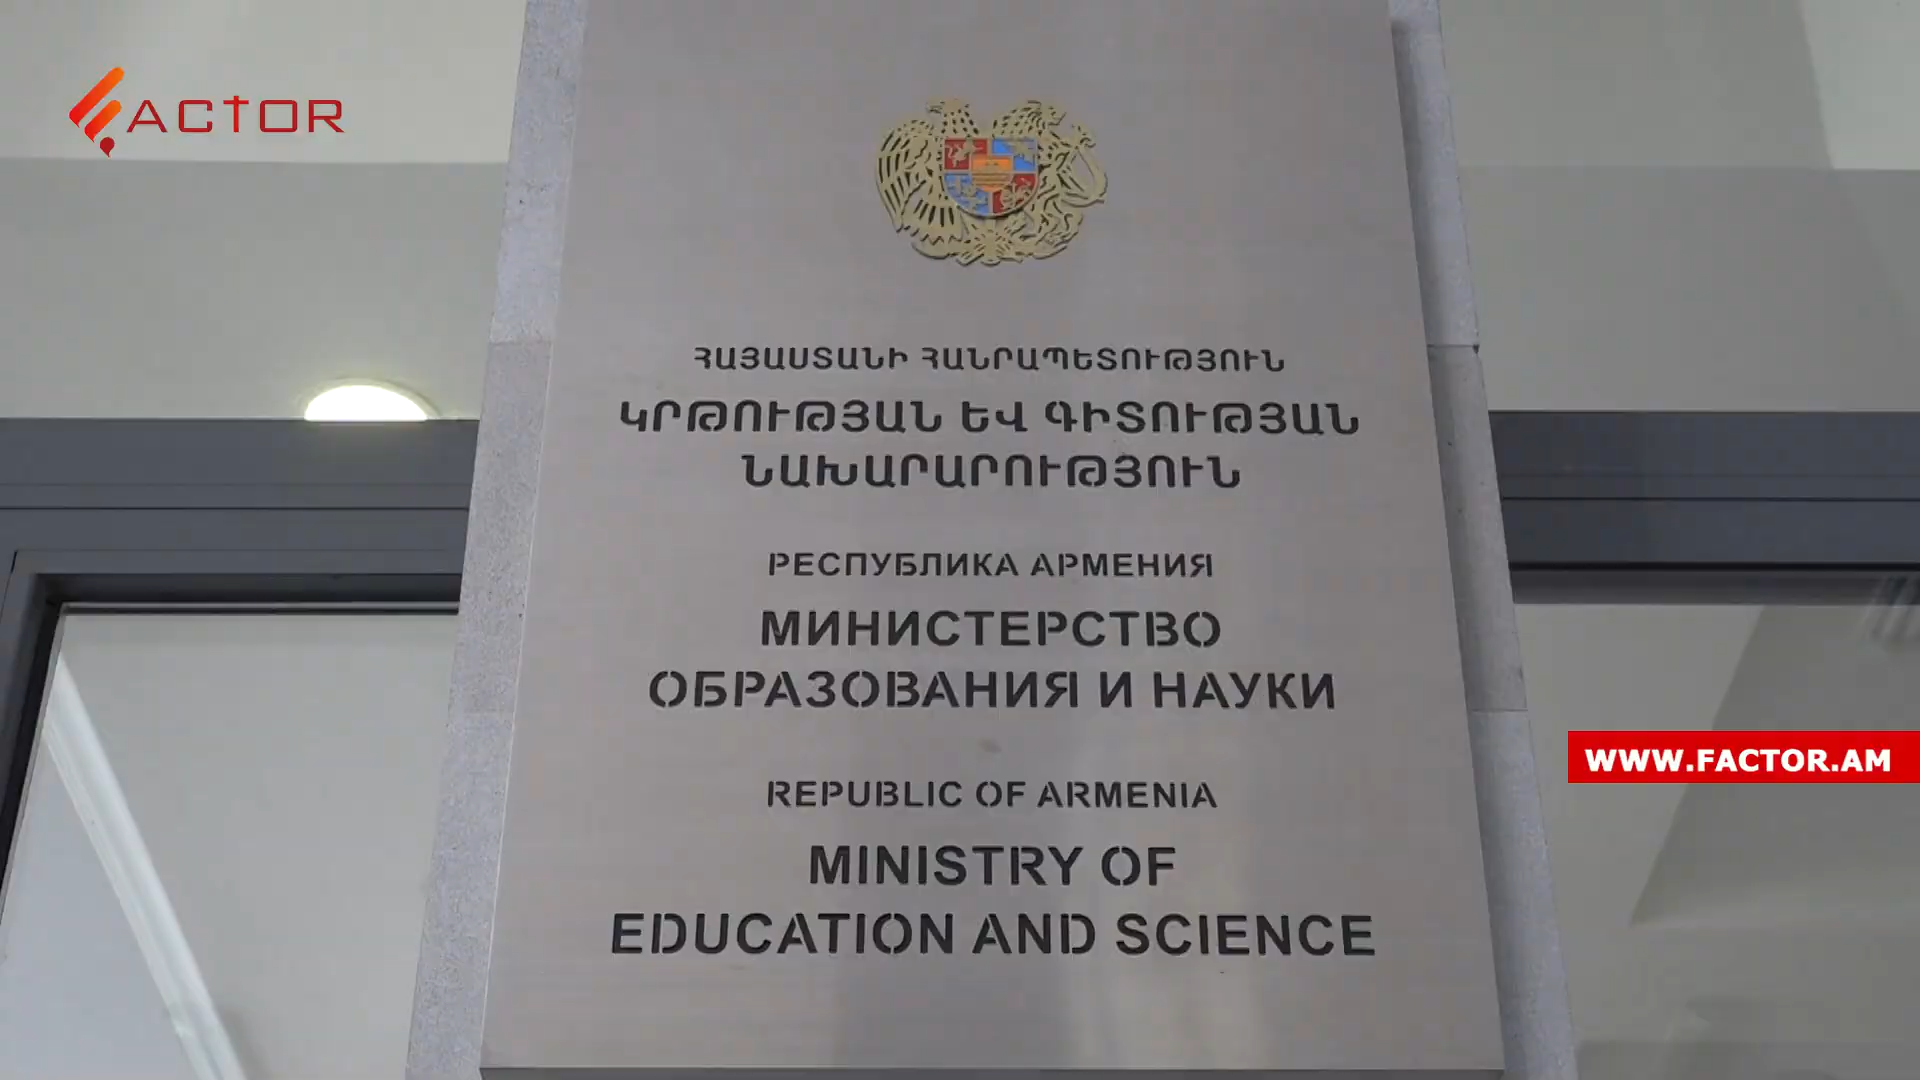 FACTOR
ՀԱՅԱՍՏԱՆԻ ՀԱՆՐԱՊԵՏՈՒԹՅՈՒՆ
ԿՐԹՈՒԹՅԱՆ ԵՎ ԳԻՏՈՒԹՅԱՆ
ՆԱԽԱՐԱՐՈՒԹՅՈՒՆ
РЕСПУБЛИКА АРМЕНИЯ
МИНИСТЕРСТВО
ОБРАЗОВАНИЯ И НАУКИ
WWW.FACTOR.AM
REPUBLIC OF ARMENIA
MINISTRY OF
EDUCATION AND SCIENCE